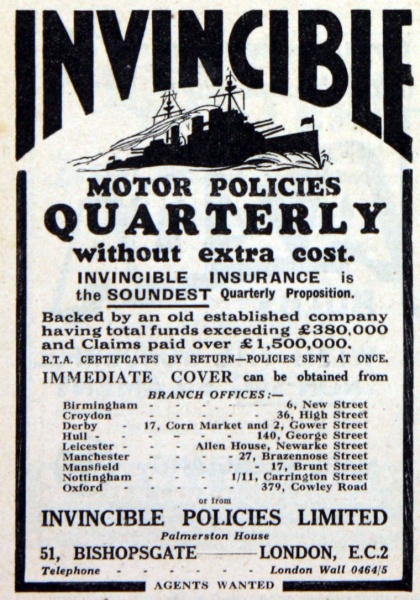 INVINCIBLE
MOTOR POLICIES
QUARTERLY
without extra cost.
INVINCIBLE INSURANCE is
the SOUNDEST Quarterly Proposition.
Backed by an old established company
having total funds exceeding £380,000
and Claims paid over £1,500,000.
R.T.A. CERTIFICATES BY RETURN—POLICIES SENT AT ONCE.
IMMEDIATE COVER can be obtained from
BRANCH OFFICES:—
Birmingham - - - - - 6, New Street
Croydon - - - - - 36, High Street
Derby - 17, Corn Market and 2, Gower Street
Hull - - - - - - 140, George Street
Leicester - - Allen House, Newarke Street
Manchester - - - - 27, Brazennose Street
Mansfield - - - - - 17, Brunt Street
Nottingham - - - 1/11, Carrington Street
Oxford - - - - 379, Cowley Road
or from
INVINCIBLE POLICIES LIMITED
Palmerston House
51, BISHOPSGATE—LONDON, E.C.2
Telephone - - - - - - London Wall 0464/5
AGENTS WANTED